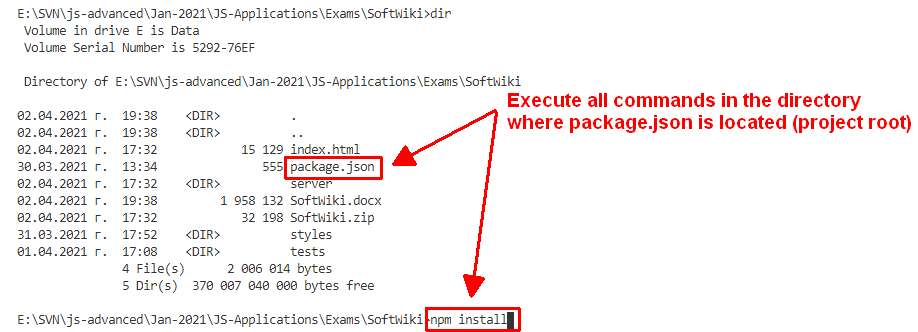 E:\SVN\js-advanced\Jan-2021\JS-Applications\Exams\SoftWiki>dir
Volume in drive E is Data
Volume Serial Number is 5292-76EF
Directory of E:\SVN\js-advanced\Jan-2021\JS-Applications\Exams\SoftWiki
Execute all commands in the directory
where package.json is located (project root)
02.04.2021 г. 19:38 <DIR> .
02.04.2021 г. 19:38 <DIR> ..
02.04.2021 г. 17:32 15 129 index.html
30.03.2021 г. 13:34 555 package.json
02.04.2021 г. 17:32 <DIR> server
02.04.2021 г. 19:38 1 958 132 SoftWiki.docx
02.04.2021 г. 17:32 32 198 SoftWiki.zip
31.03.2021 г. 17:52 <DIR> styles
01.04.2021 г. 17:08 <DIR> tests
4 File(s) 2 006 014 bytes
5 Dir(s) 370 007 040 000 bytes free
E:\SVN\js-advanced\Jan-2021\JS-Applications\Exams\SoftWiki>npm install